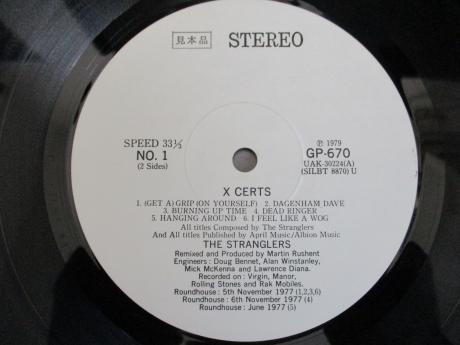 見本品 STEREO
SPEED 33⅓
NO. 1
(2 Sides)
Ⓟ 1979
GP-670
UAK-30224(A)
(SILBT 8870) U
X CERTS
1. (GET A) GRIP (ON YOURSELF) 2. DAGENHAM DAVE
3. BURNING UP TIME 4. DEAD RINGER
5. HANGING AROUND 6. I FEEL LIKE A WOG
All titles Composed by The Stranglers
And All titles Published by April Music/Albion Music
THE STRANGLERS
Remixed and Produced by Martin Rushent
Engineers : Doug Bennet, Alan Winstanley,
Mick McKenna and Lawrence Diana.
Recorded on : Virgin, Manor,
Rolling Stones and Rak Mobiles.
Roundhouse : 5th November 1977 (1,2,3,6)
Roundhouse : 6th November 1977 (4)
Roundhouse : June 1977 (5)